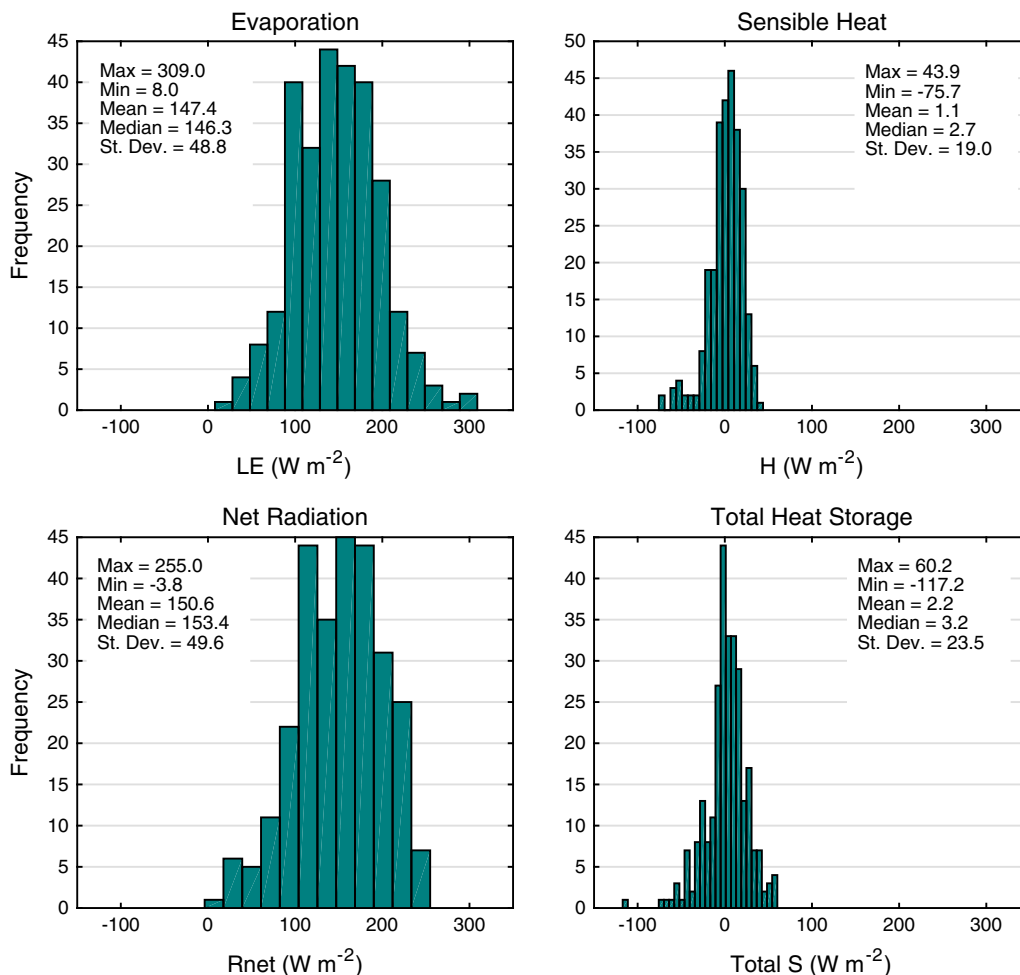 Evaporation
45
40
35
30
25
20
15
10
5
0
Frequency
Max = 309.0
Min = 8.0
Mean = 147.4
Median = 146.3
St. Dev. = 48.8
-100 0 100 200 300
LE (W m⁻²)
Sensible Heat
50
45
40
35
30
25
20
15
10
5
0
Max = 43.9
Min = -75.7
Mean = 1.1
Median = 2.7
St. Dev. = 19.0
-100 0 100 200 300
H (W m⁻²)
Net Radiation
45
40
35
30
25
20
15
10
5
0
Frequency
Max = 255.0
Min = -3.8
Mean = 150.6
Median = 153.4
St. Dev. = 49.6
-100 0 100 200 300
Rnet (W m⁻²)
Total Heat Storage
45
40
35
30
25
20
15
10
5
0
Max = 60.2
Min = -117.2
Mean = 2.2
Median = 3.2
St. Dev. = 23.5
-100 0 100 200 300
Total S (W m⁻²)